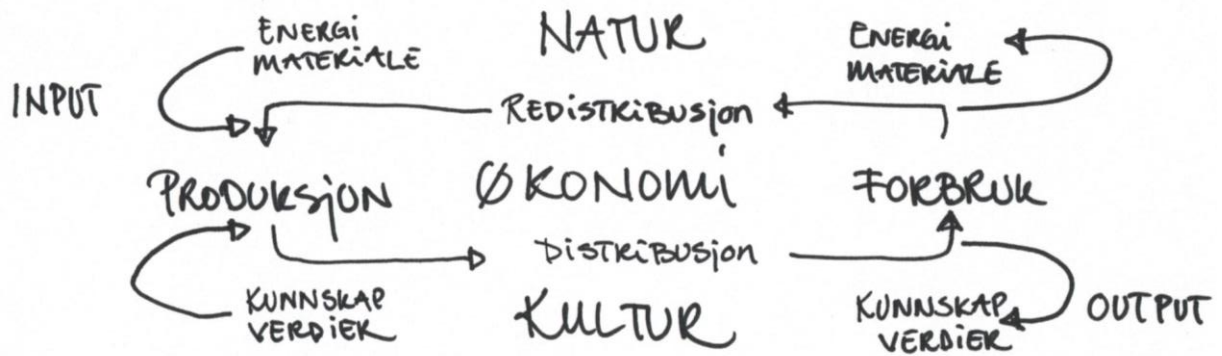 ENERGI
MATERIALE
NATUR
ENERGI
MATERIALE
INPUT
REDISTRIBUSJON
PRODUKSJON
ØKONOMI
FORBRUK
DISTRIBUSJON
KUNNSKAP
VERDIER
KULTUR
KUNNSKAP
VERDIER
OUTPUT